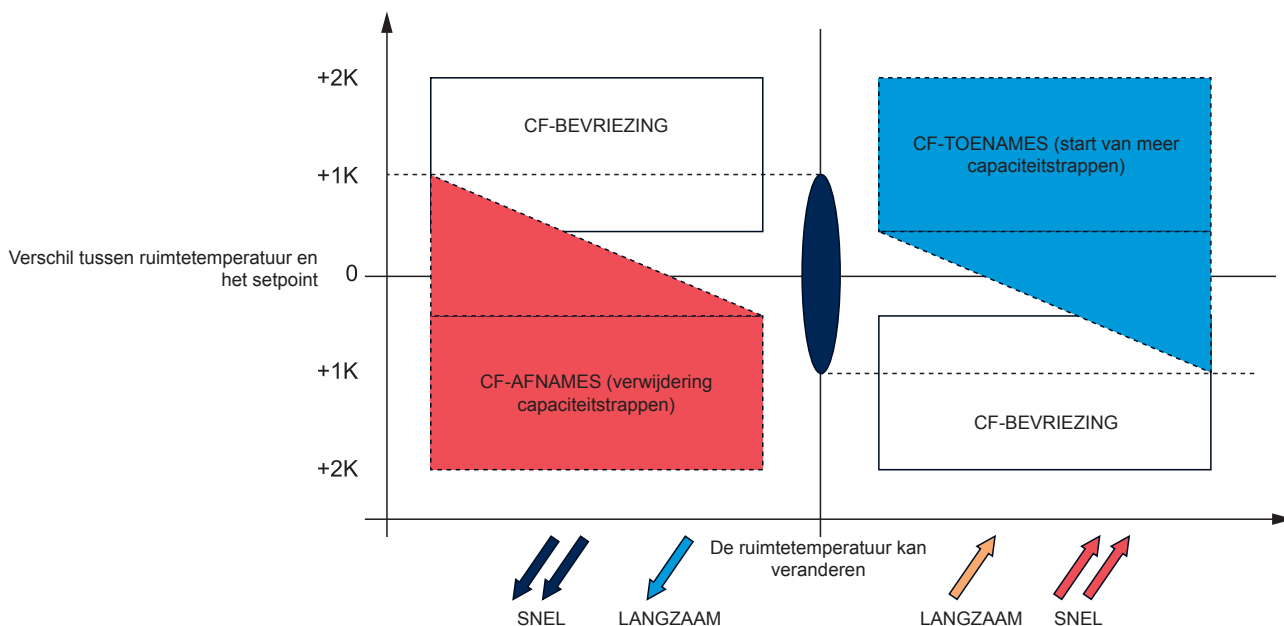 +2K
CF-BEVRIEZING
CF-TOENAMES (start van meer
capaciteitstrappen)
+1K
Verschil tussen ruimtetemperatuur en
het setpoint
0
+1K
CF-AFNAMES (verwijdering
capaciteitstrappen)
CF-BEVRIEZING
+2K
De ruimtetemperatuur kan
veranderen
SNEL
LANGZAAM
LANGZAAM
SNEL